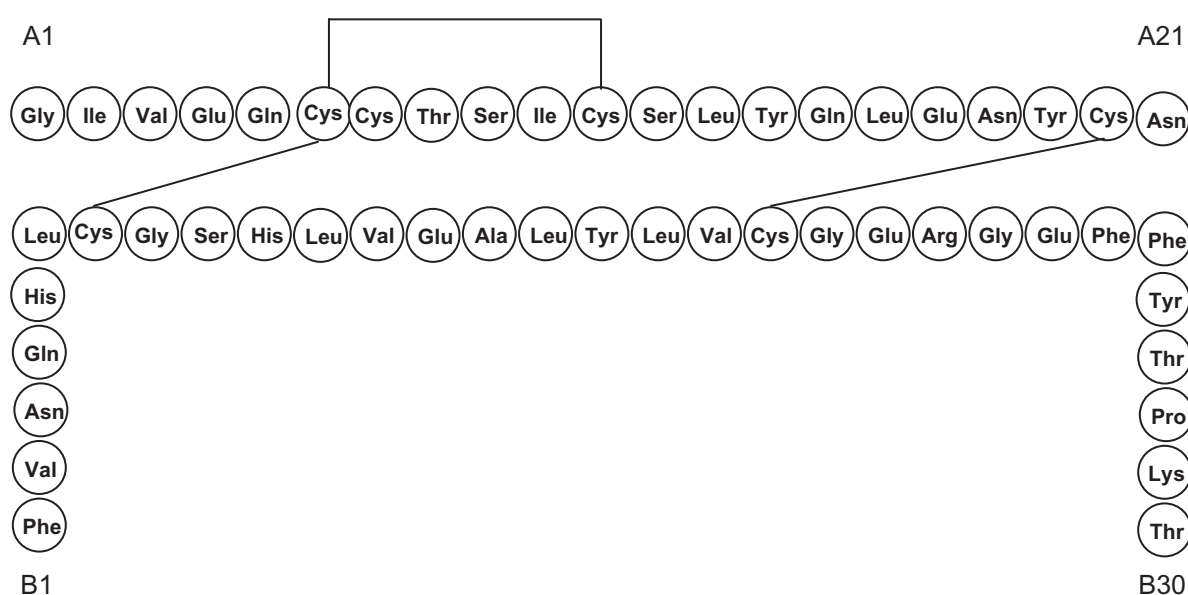 A1 A21
Gly Ile Val Glu Gln Cys Cys Thr Ser Ile Cys Ser Leu Tyr Gln Leu Glu Asn Tyr Cys Asn
Leu Cys Gly Ser His Leu Val Glu Ala Leu Tyr Leu Val Cys Gly Glu Arg Gly Glu Phe Phe
His Tyr
Gln Thr
Asn Pro
Val Lys
Phe Thr
B1 B30